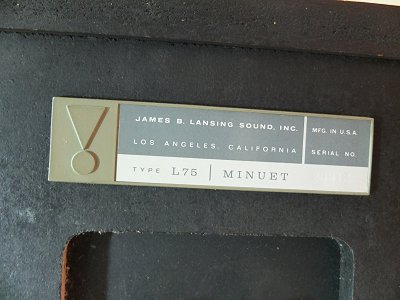 JAMES B. LANSING SOUND, INC.
MFG. IN U.S.A.
LOS ANGELES, CALIFORNIA
SERIAL NO.
TYPE L75 | MINUET